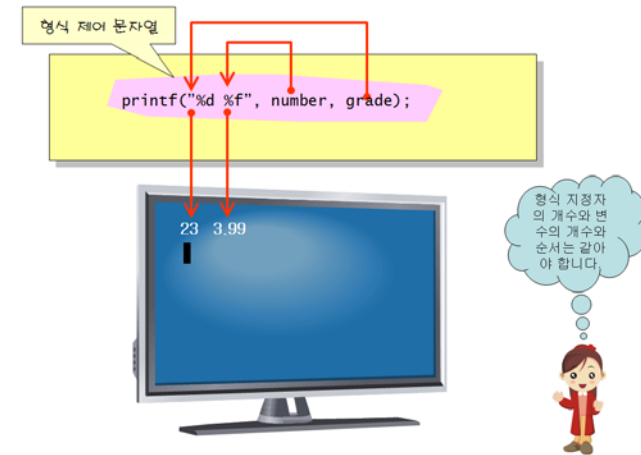 형식 제어 문자열
printf("%d %f", number, grade);
23 3.99
형식 지정자
의 개수와 변
수의 개수와
순서는 같아
야 합니다.